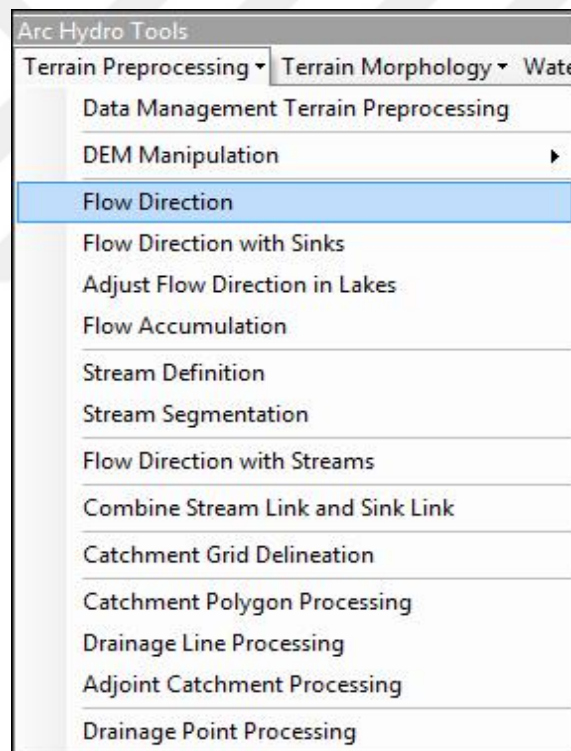 Arc Hydro Tools
Terrain Preprocessing Terrain Morphology Wate
Data Management Terrain Preprocessing
DEM Manipulation
Flow Direction
Flow Direction with Sinks
Adjust Flow Direction in Lakes
Flow Accumulation
Stream Definition
Stream Segmentation
Flow Direction with Streams
Combine Stream Link and Sink Link
Catchment Grid Delineation
Catchment Polygon Processing
Drainage Line Processing
Adjoint Catchment Processing
Drainage Point Processing